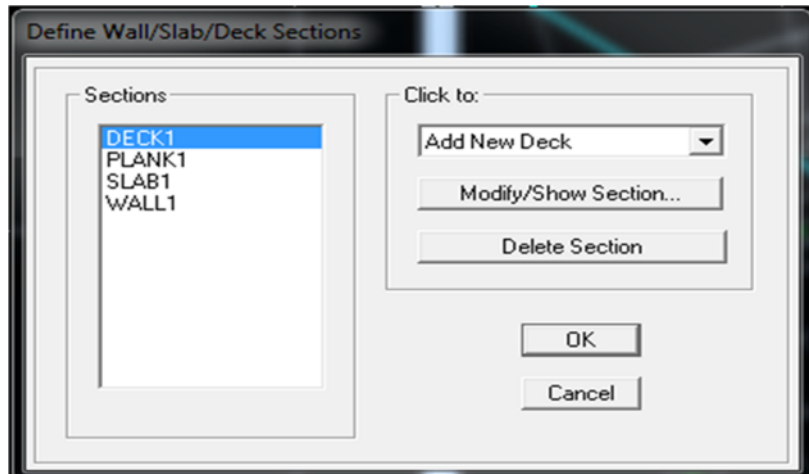 Define Wall/Slab/Deck Sections
Sections
DECK1
PLANK1
SLAB1
WALL1
Click to:
Add New Deck
Modify/Show Section...
Delete Section
OK
Cancel